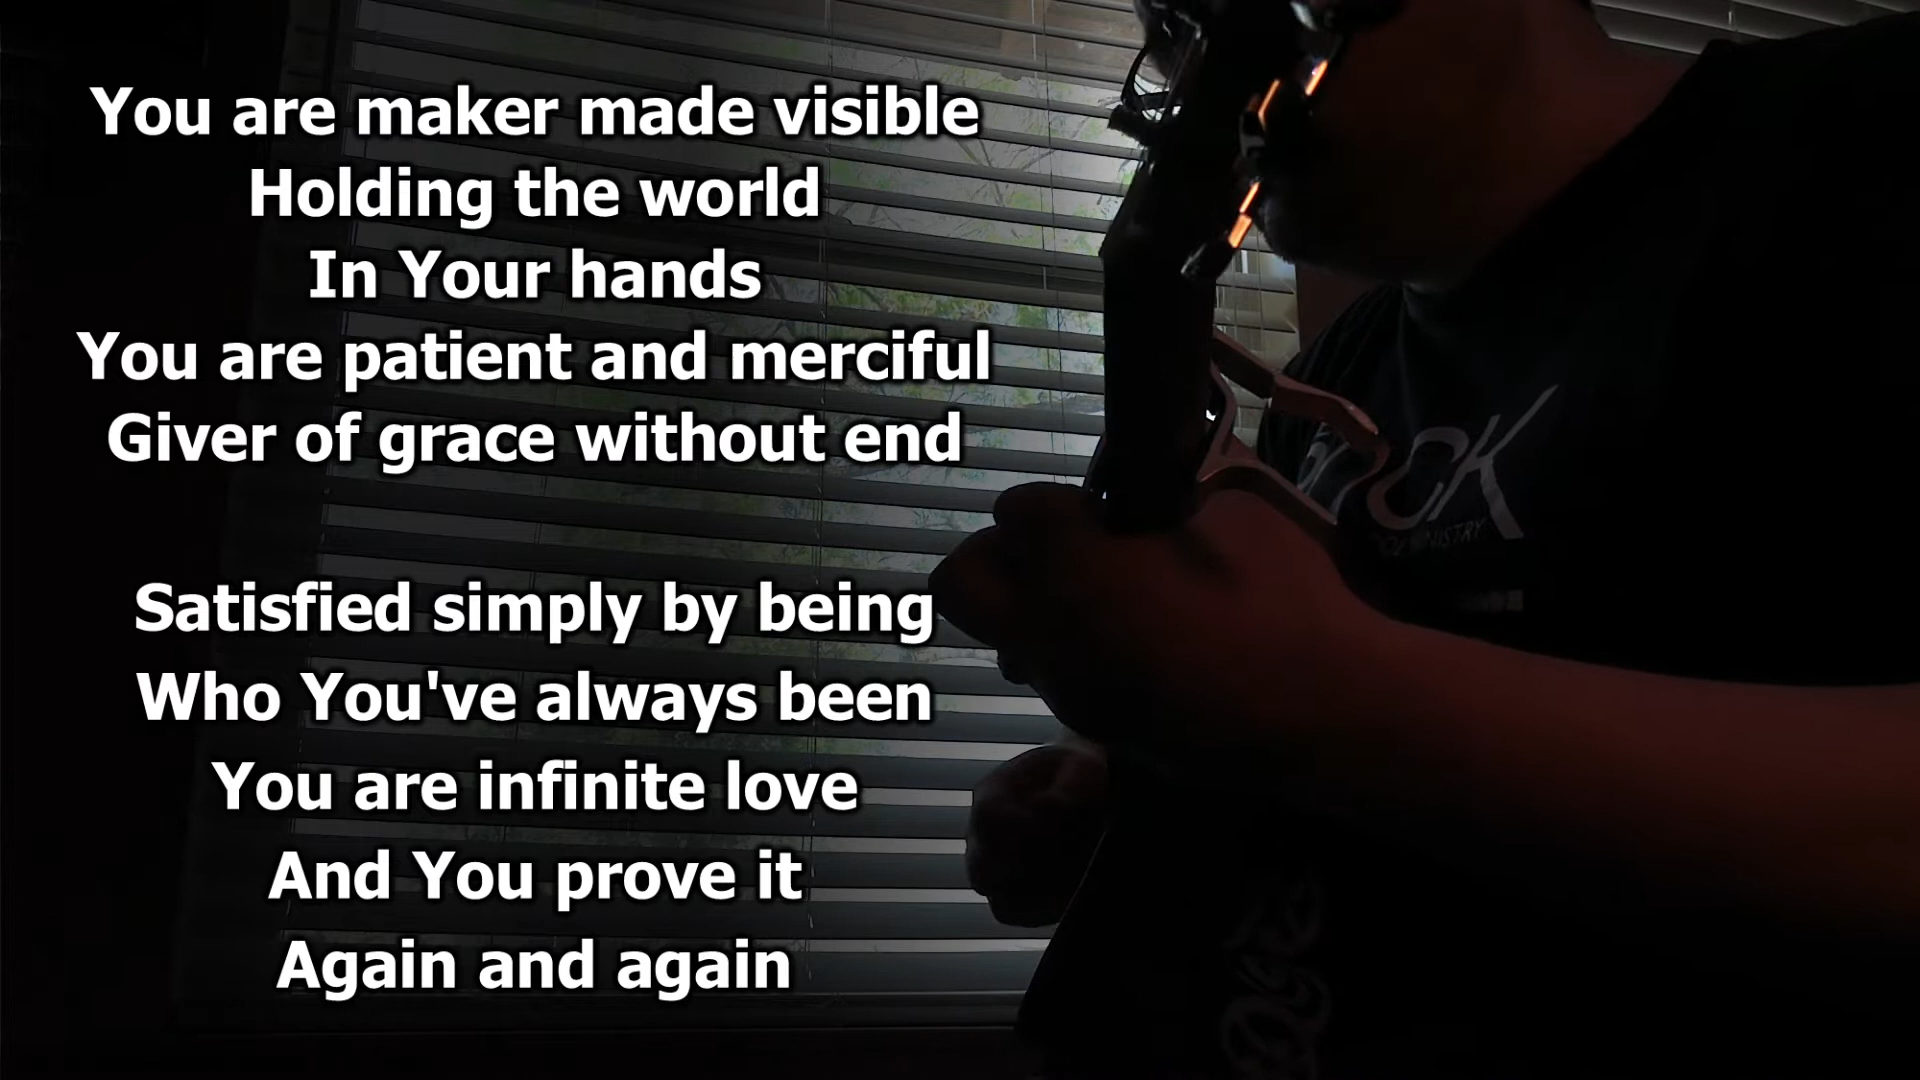 You are maker made visible
Holding the world
In Your hands
You are patient and merciful
Giver of grace without end
Satisfied simply by being
Who You've always been
You are infinite love
And You prove it
Again and again